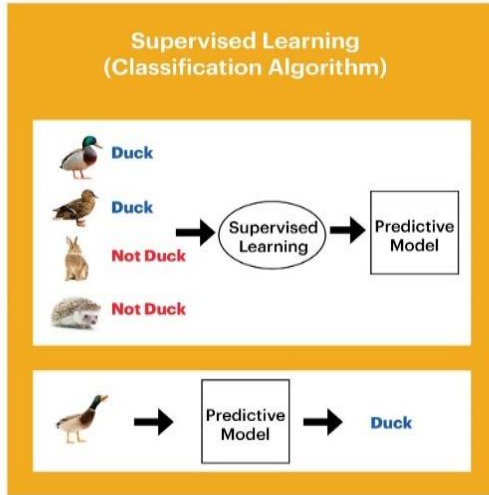 Supervised Learning
(Classification Algorithm)
Duck
Duck
Not Duck
Not Duck
Supervised
Learning
Predictive
Model
Predictive
Model
Duck